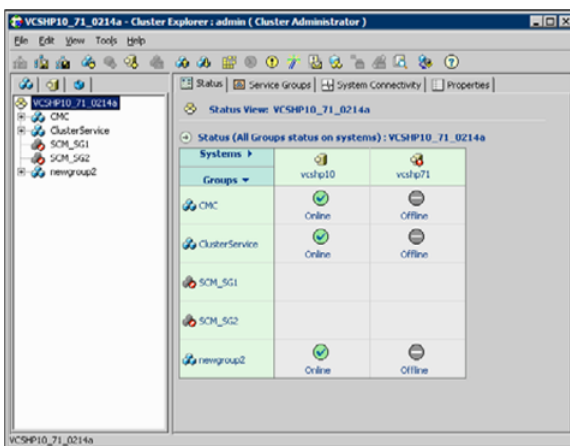 VCSHP10_71_0214a - Cluster Explorer : admin ( Cluster Administrator )
File Edit View Tools Help
Status Service Groups System Connectivity Properties
VCSHP10_71_0214a
CMC
ClusterService
SCM_SG1
SCM_SG2
newgroup2
Status View: VCSHP10_71_0214a
Status (All Groups status on systems) : VCSHP10_71_0214a
Systems
Groups
vcshp10
vcshp71
CMC
Online
Offline
ClusterService
Online
Offline
SCM_SG1
SCM_SG2
newgroup2
Online
Offline
VCSHP10_71_0214a